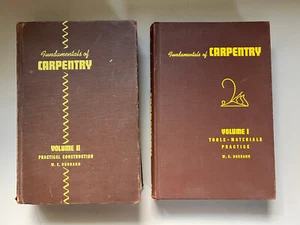 Fundamentals of
CARPENTRY
VOLUME II
PRACTICAL CONSTRUCTION
W. E. DURBAHN
Fundamentals of CARPENTRY
VOLUME I
TOOLS - MATERIALS
PRACTICE
W. E. DURBAHN